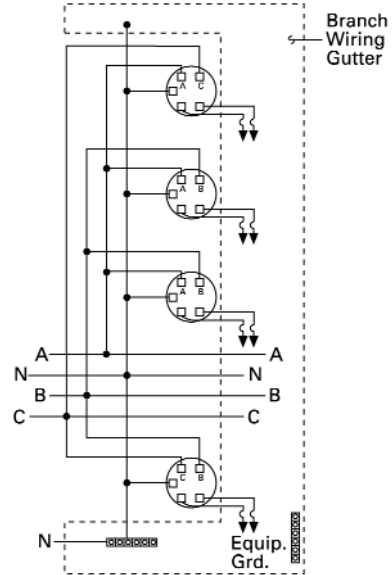 Branch
Wiring
Gutter
A C
A B
A B
A A
N N
B B
C C
C B
N
Equip.
Grd.